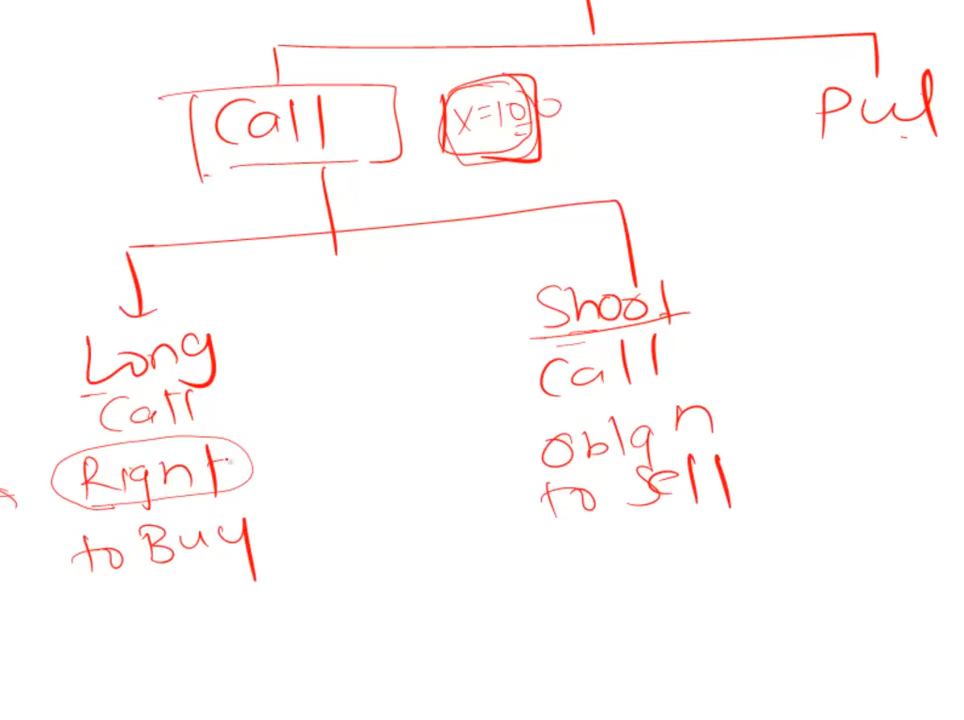 Call
x=100
Put
Long
Call
Right
to Buy
Short
Call
Oblgn
to Sell